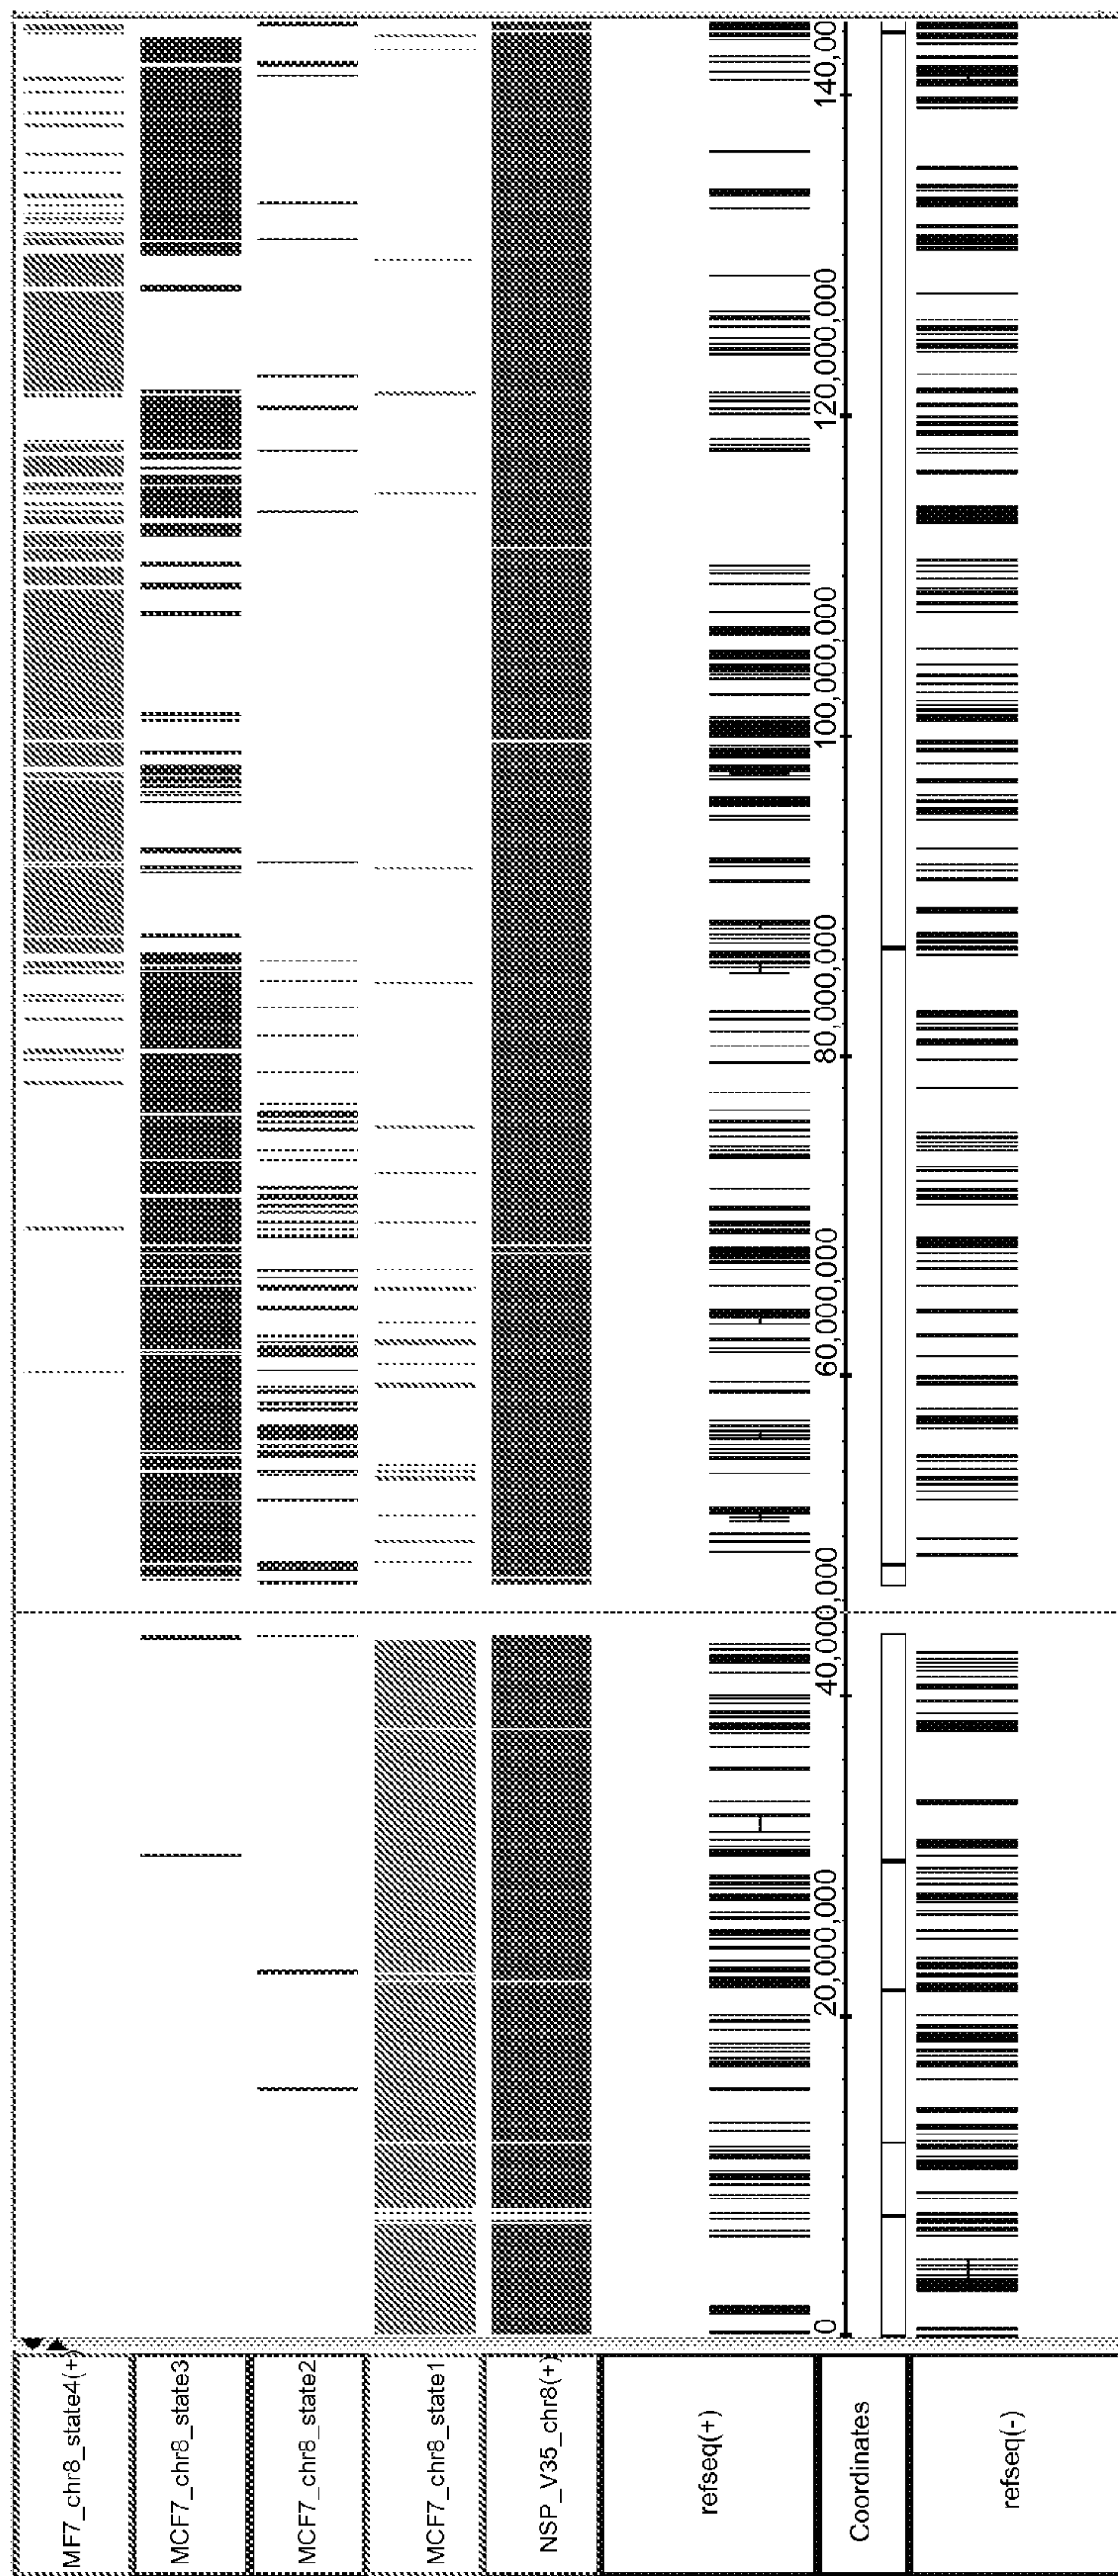 MF7_chr8_state4(+)
MCF7_chr8_state3
MCF7_chr8_state2
MCF7_chr8_state1
NSP_V35_chr8(+)
refseq(+)
Coordinates
0
20,000,000
40,000,000
60,000,000
80,000,000
100,000,000
120,000,000
140,00
refseq(-)